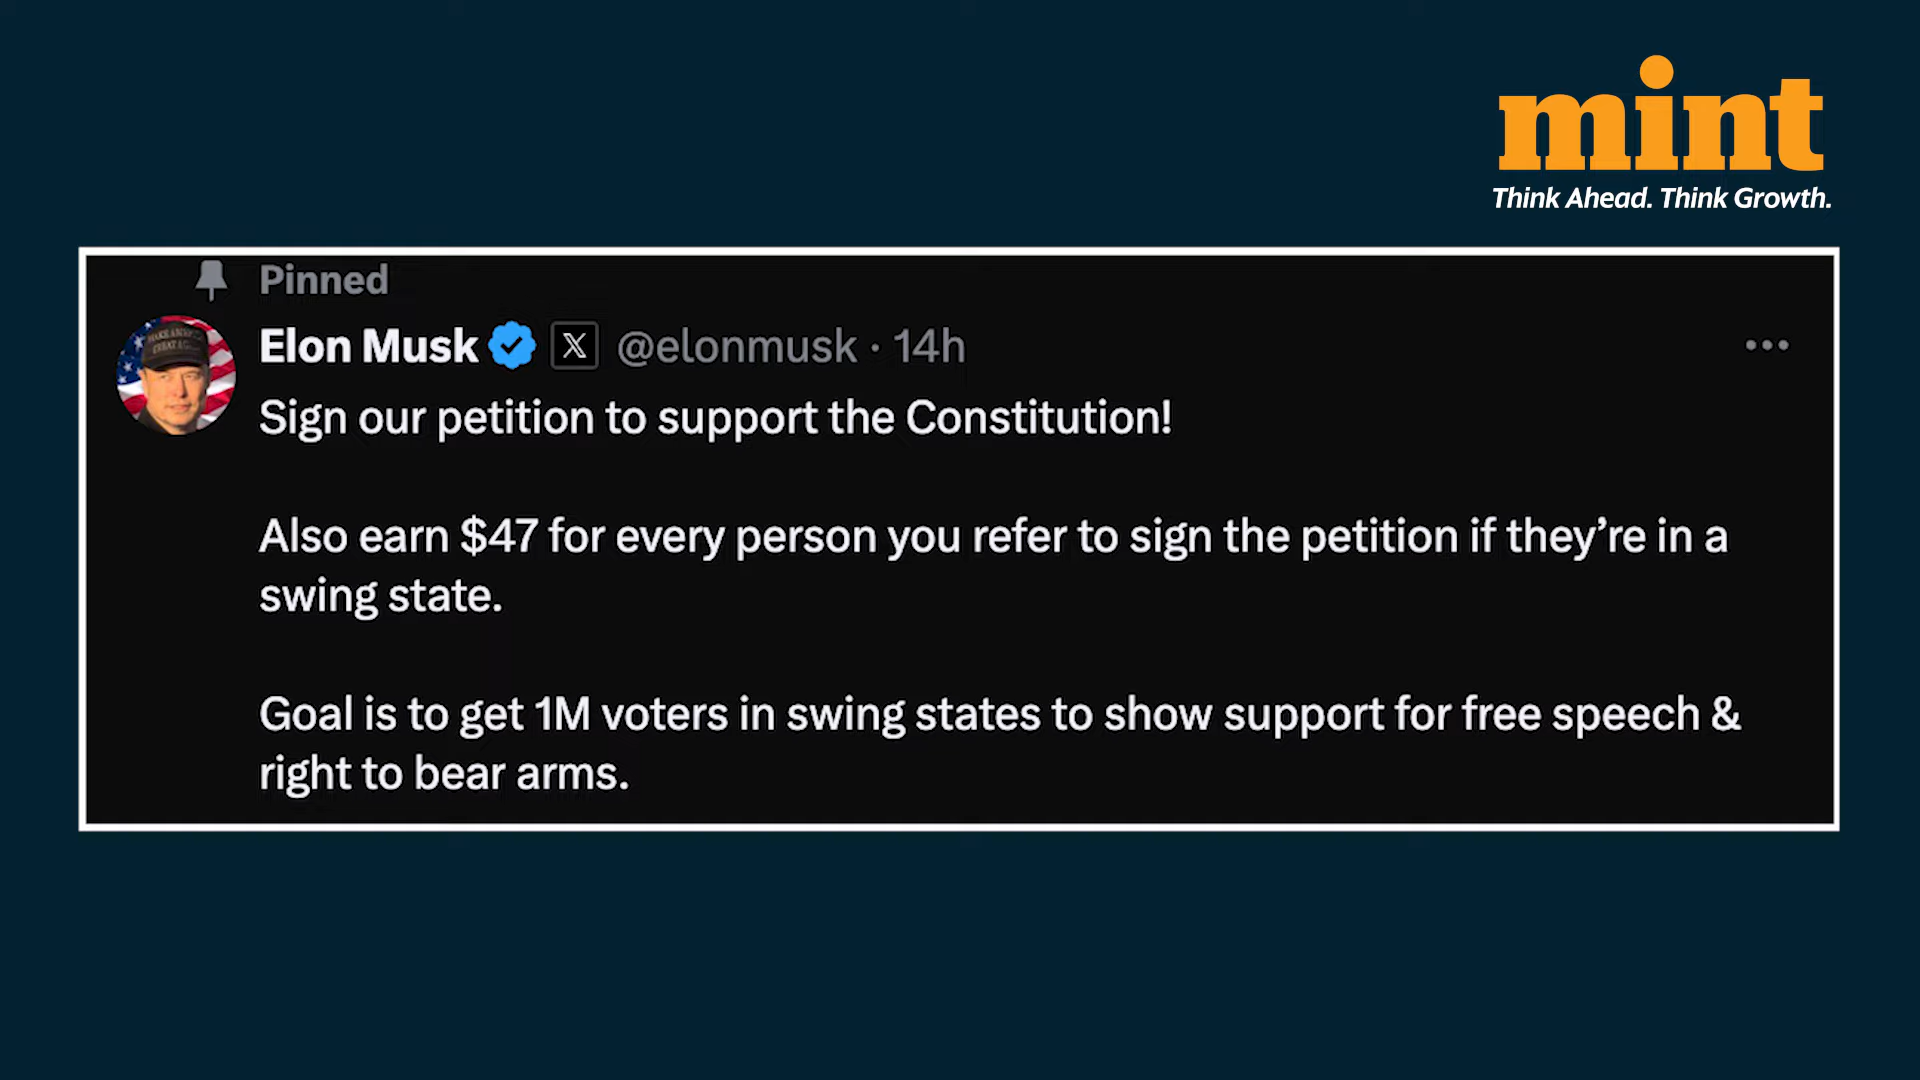 mint
Think Ahead. Think Growth.
Pinned
Elon Musk X @elonmusk · 14h
Sign our petition to support the Constitution!
Also earn $47 for every person you refer to sign the petition if they’re in a
swing state.
Goal is to get 1M voters in swing states to show support for free speech &
right to bear arms.